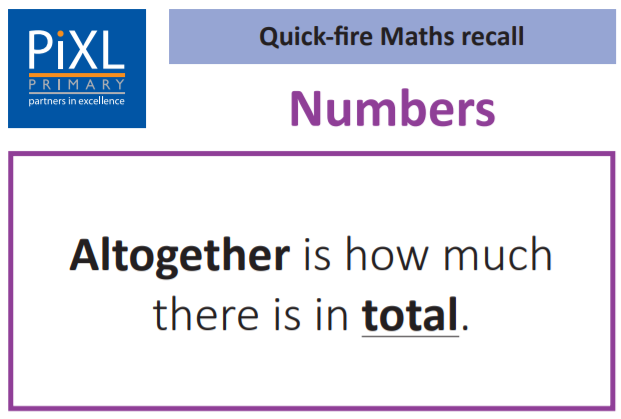 PiXL
PRIMARY
partners in excellence
Quick-fire Maths recall
Numbers
Altogether is how much
there is in total.